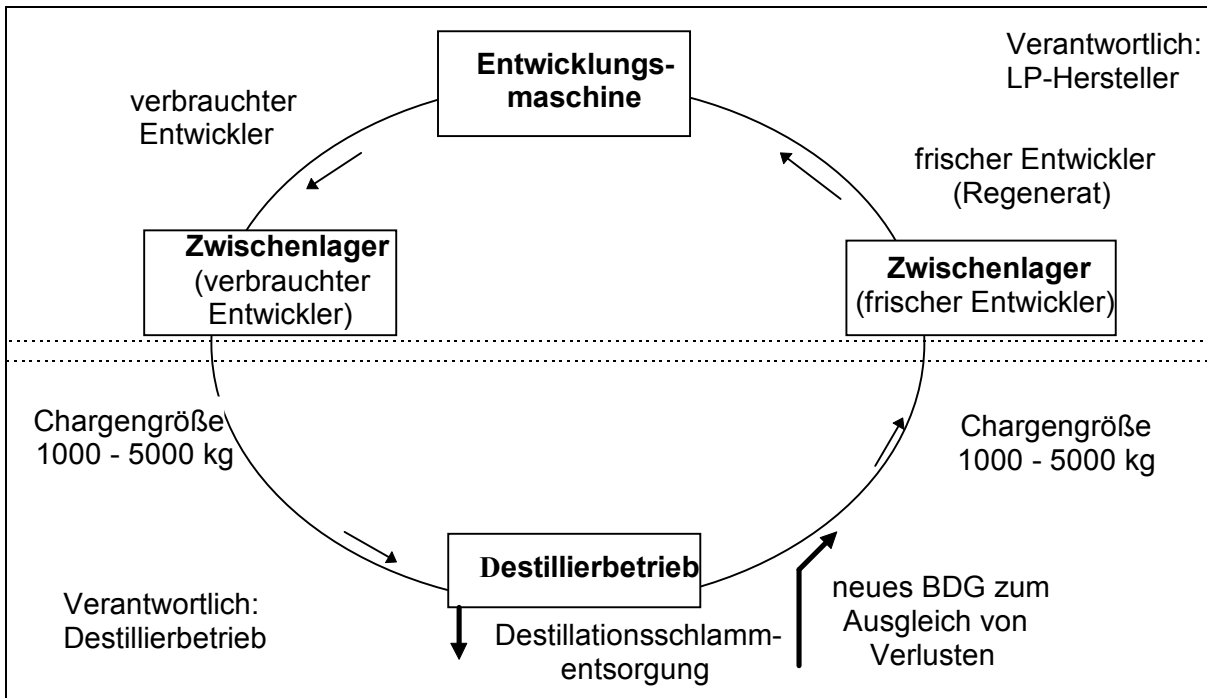 Entwicklungs-
maschine
Verantwortlich:
LP-Hersteller
verbrauchter
Entwickler
frischer Entwickler
(Regenerat)
Zwischenlager
(verbrauchter
Entwickler)
Zwischenlager
(frischer Entwickler)
Chargengröße
1000 - 5000 kg
Chargengröße
1000 - 5000 kg
Destillierbetrieb
Verantwortlich:
Destillierbetrieb
Destillationsschlamm-
entsorgung
neues BDG zum
Ausgleich von
Verlusten